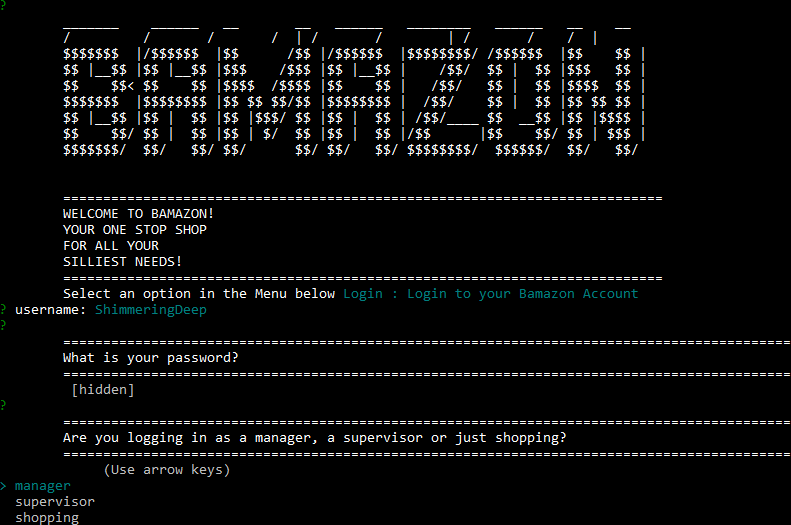 ?
 _______    ______  __       __   ______  ________   ______   __    __
/       /      /       /  | /      /        | /      /    /  |
$$$$$$$  |/$$$$$$  |$$      /$$ |/$$$$$$  |$$$$$$$$/ /$$$$$$  |$$    $$ |
$$ |__$$ |$$ |__$$ |$$$    /$$$ |$$ |__$$ |    /$$/  $$ |  $$ |$$$   $$ |
$$    $$< $$    $$ |$$$$  /$$$$ |$$    $$ |   /$$/   $$ |  $$ |$$$$  $$ |
$$$$$$$  |$$$$$$$$ |$$ $$ $$/$$ |$$$$$$$$ |  /$$/    $$ |  $$ |$$ $$ $$ |
$$ |__$$ |$$ |  $$ |$$ |$$$/ $$ |$$ |  $$ | /$$/____ $$ \__$$ |$$ |$$$$ |
$$    $$/ $$ |  $$ |$$ | $/  $$ |$$ |  $$ |/$$      |$$    $$/ $$ | $$$ |
$$$$$$$/  $$/   $$/ $$/      $$/ $$/   $$/ $$$$$$$$/  $$$$$$/  $$/   $$/
===========================================================================
WELCOME TO BAMAZON!
YOUR ONE STOP SHOP
FOR ALL YOUR
SILLIEST NEEDS!
===========================================================================
Select an option in the Menu below Login : Login to your Bamazon Account
? username: ShimmeringDeep
?
===========================================================================================
What is your password?
===========================================================================================
[hidden]
?
===========================================================================================
Are you logging in as a manager, a supervisor or just shopping?
===========================================================================================
(Use arrow keys)
> manager
supervisor
shopping